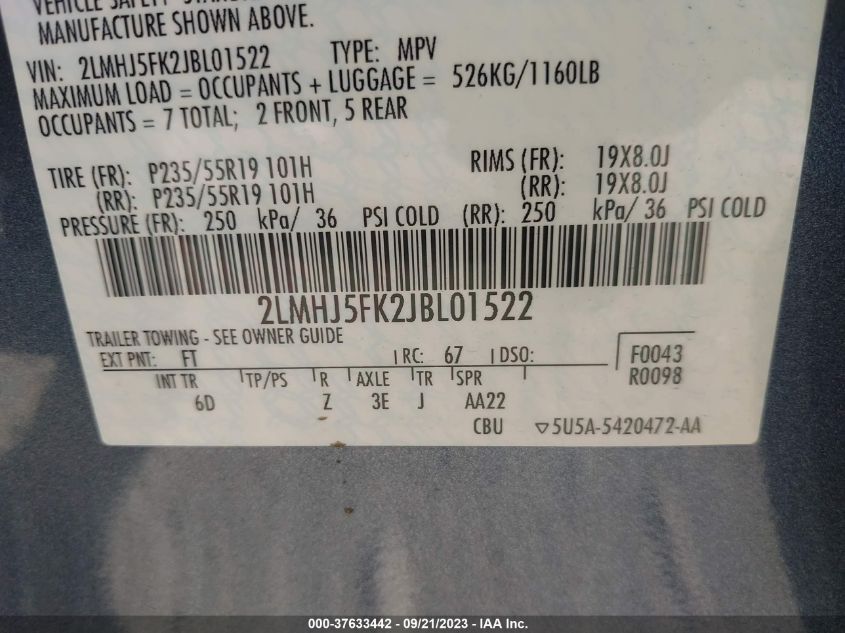 VEHICLE SAFETY
MANUFACTURE SHOWN ABOVE.
VIN: 2LMHJ5FK2JBL01522 TYPE: MPV
MAXIMUM LOAD = OCCUPANTS + LUGGAGE = 526KG/1160LB
OCCUPANTS = 7 TOTAL; 2 FRONT, 5 REAR
TIRE (FR): P235/55R19 101H RIMS (FR): 19X8.0J
(RR): P235/55R19 101H (RR): 19X8.0J
PRESSURE (FR): 250 kPa/ 36 PSI COLD (RR): 250 kPa/ 36 PSI COLD
2LMHJ5FK2JBL01522
TRAILER TOWING - SEE OWNER GUIDE
EXT PNT: FT RC: 67 DSO: F0043
INT TR TP/PS R AXLE TR SPR R0098
6D Z 3E J AA22
CBU ▽5U5A-5420472-AA
000-37633442 - 09/21/2023 - IAA Inc.